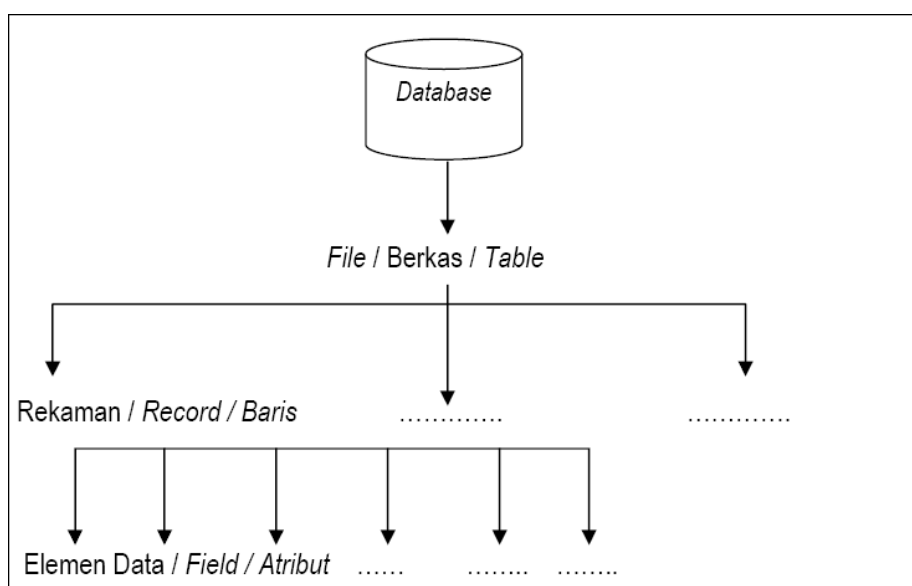 Database
File / Berkas / Table
Rekaman / Record / Baris ............. .............
Elemen Data / Field / Atribut ...... ........ ........